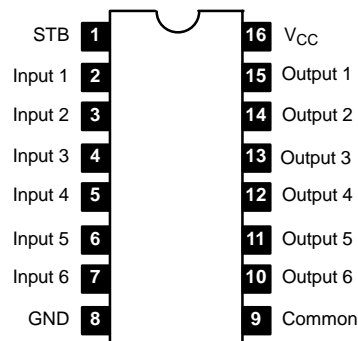 STB 1 16 VCC
Input 1 2 15 Output 1
Input 2 3 14 Output 2
Input 3 4 13 Output 3
Input 4 5 12 Output 4
Input 5 6 11 Output 5
Input 6 7 10 Output 6
GND 8 9 Common